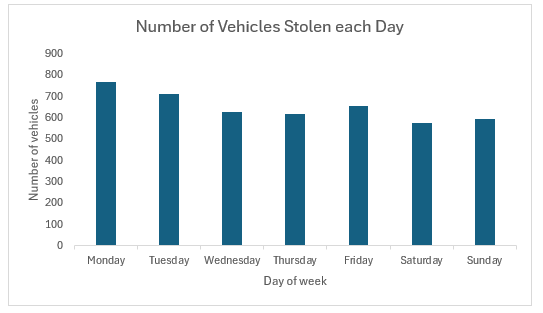 Number of Vehicles Stolen each Day
900
800
700
600
500
400
300
200
100
0
Number of vehicles
Monday Tuesday Wednesday Thursday Friday Saturday Sunday
Day of week